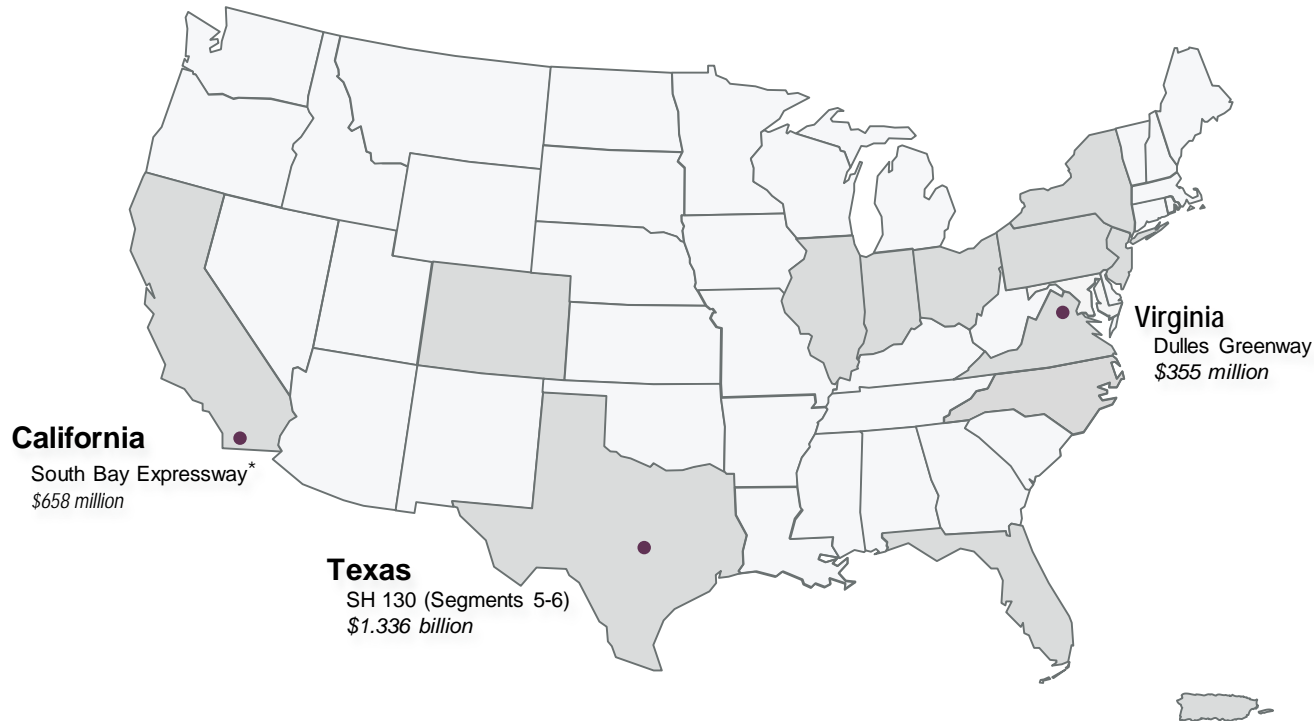 Virginia
Dulles Greenway
$355 million
California
South Bay Expressway*
$658 million
Texas
SH 130 (Segments 5-6)
$1.336 billion